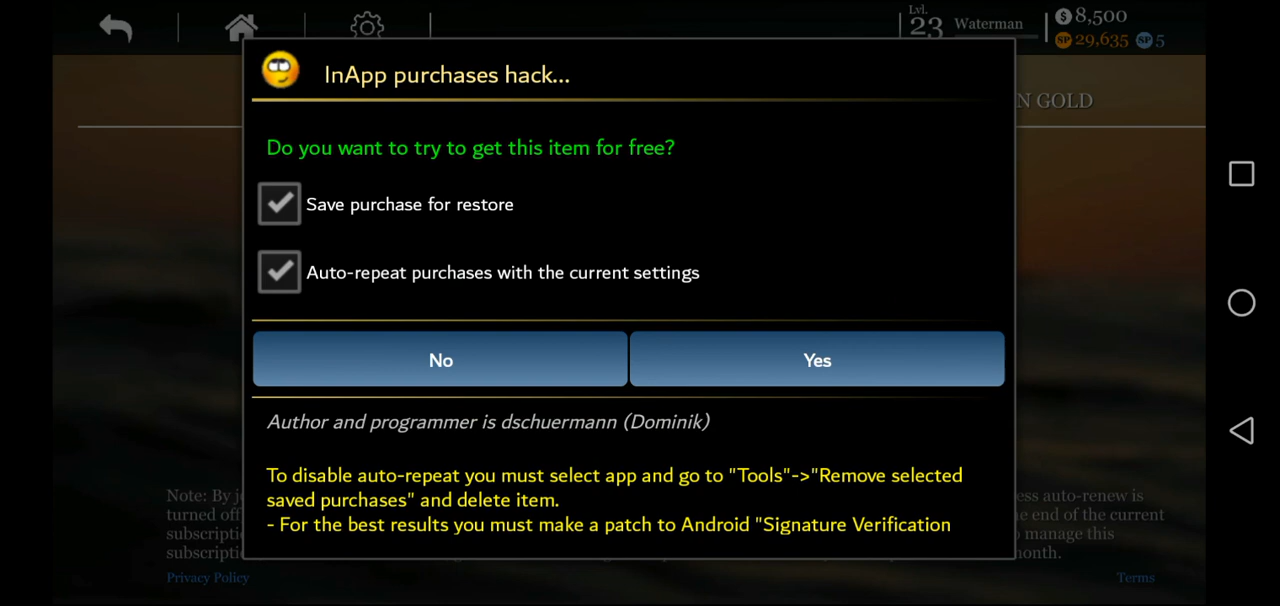 Lvl.
23 Waterman
8,500
SP 29,635 SP 5
InApp purchases hack...
N GOLD
Do you want to try to get this item for free?
Save purchase for restore
Auto-repeat purchases with the current settings
No
Yes
Author and programmer is dschuermann (Dominik)
To disable auto-repeat you must select app and go to "Tools"->"Remove selected
saved purchases" and delete item.
- For the best results you must make a patch to Android "Signature Verification
Note: By j
ess auto-renew is
turned off
e end of the current
subscripti
manage this
subscripti
month.
Privacy Policy
Terms